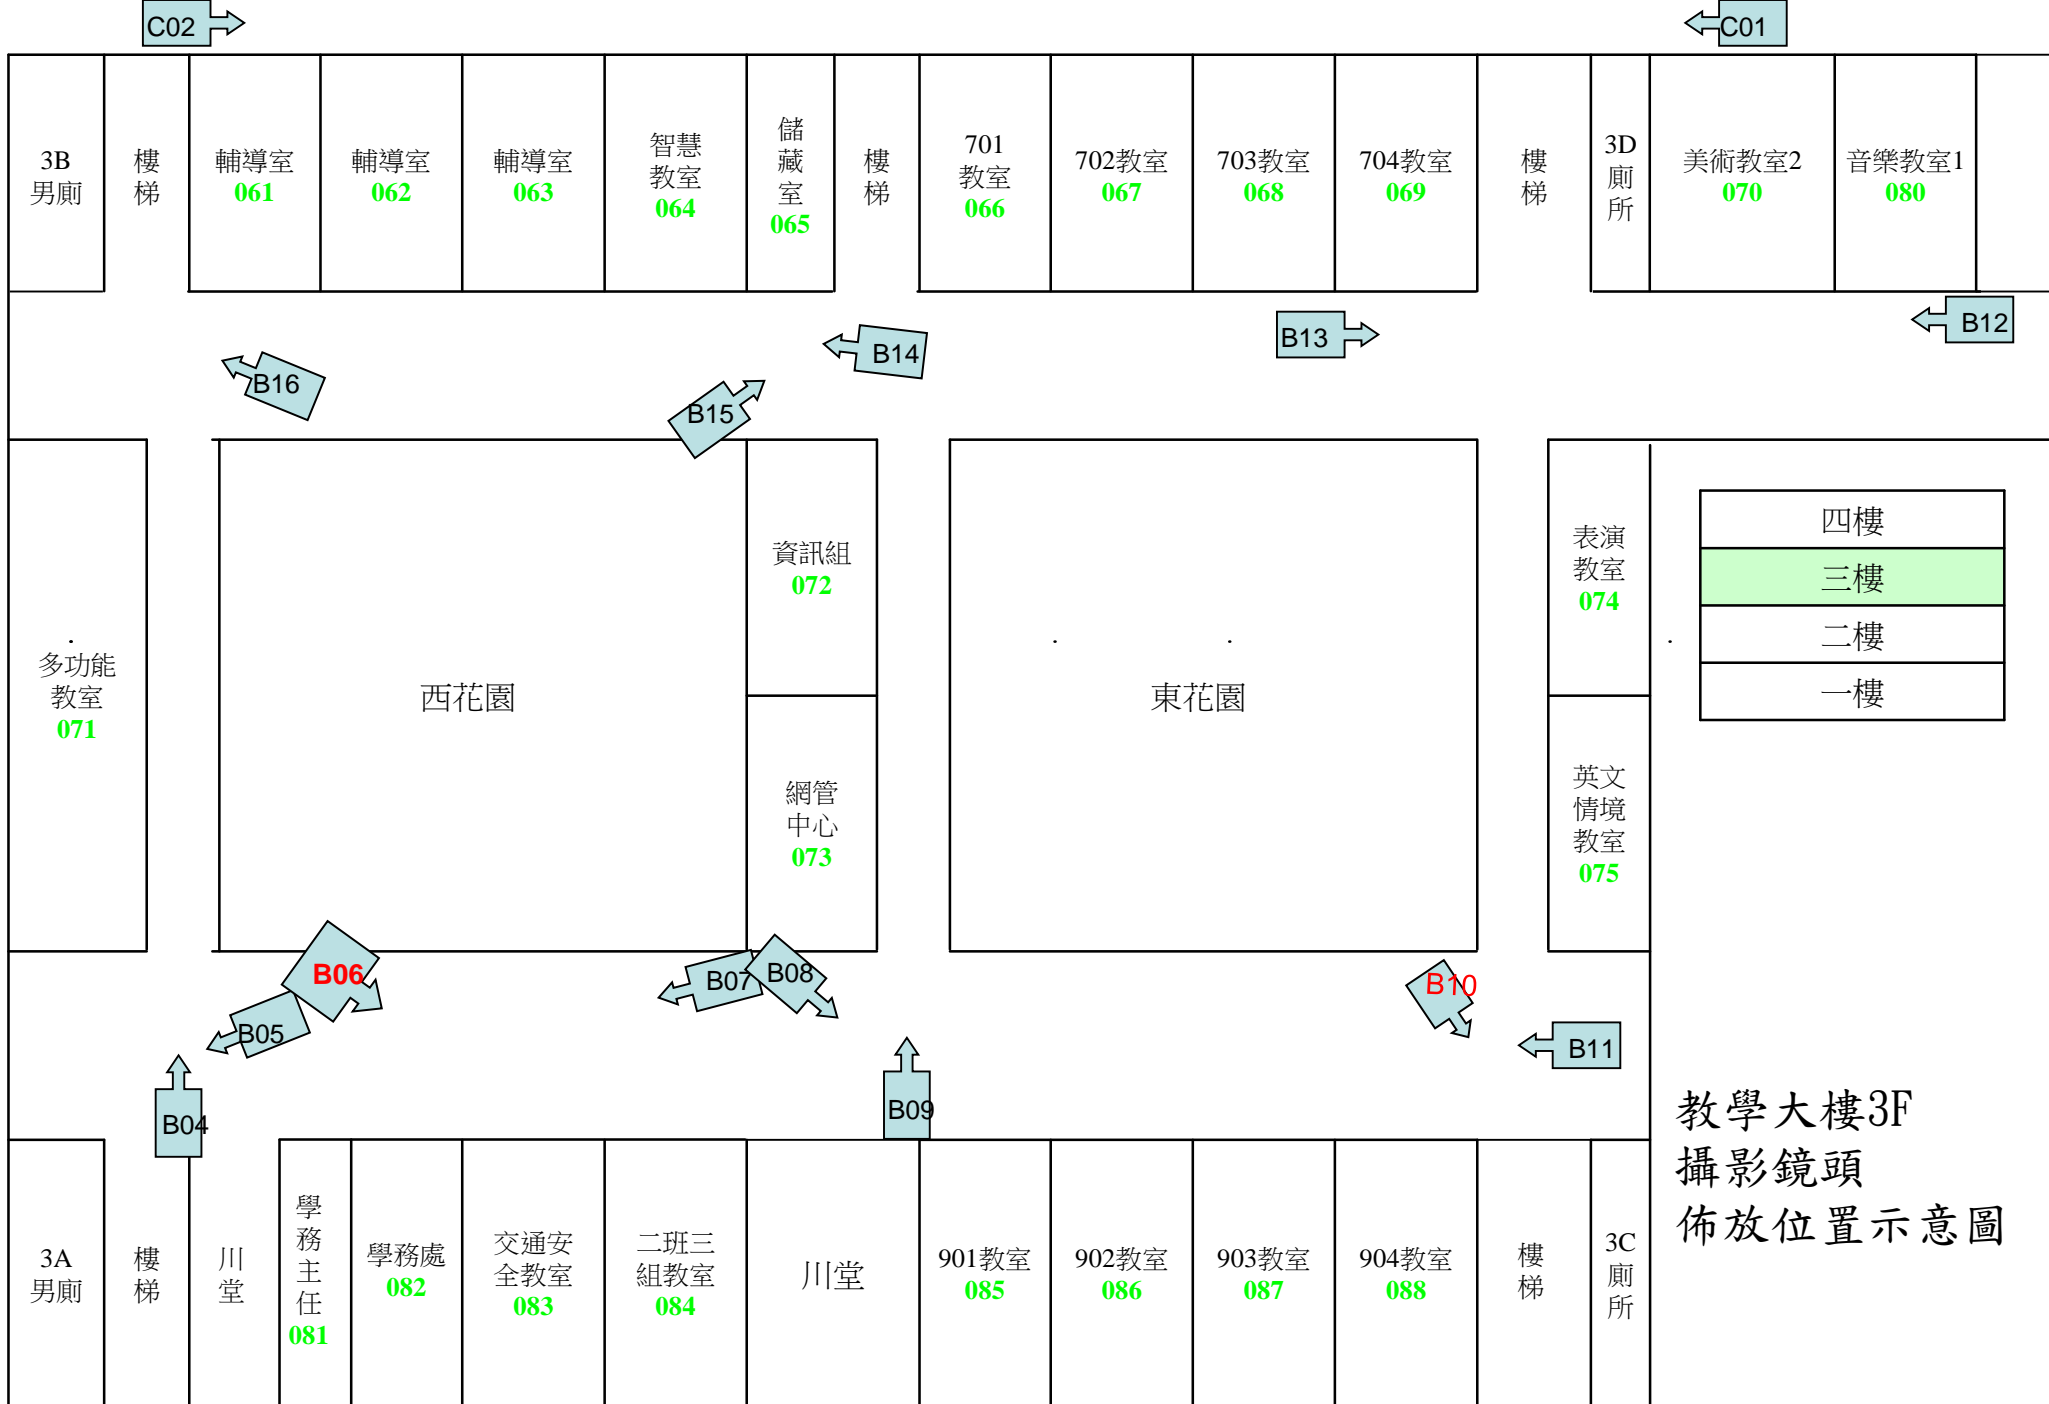 C02
C01
3B
男廁
樓
梯
輔導室
061
輔導室
062
輔導室
063
智慧
教室
064
儲
藏
室
065
樓
梯
701
教室
066
702教室
067
703教室
068
704教室
069
樓
梯
3D
廁
所
美術教室2
070
音樂教室1
080
B16
B15
B14
B13
B12
多功能
教室
071
西花園
資訊組
072
網管
中心
073
東花園
表演
教室
074
英文
情境
教室
075
四樓
三樓
二樓
一樓
B06
B05
B04
B07
B08
B09
B10
B11
教學大樓3F
攝影鏡頭
佈放位置示意圖
3A
男廁
樓
梯
川
堂
學
務
主
任
081
學務處
082
交通安
全教室
083
二班三
組教室
084
川堂
901教室
085
902教室
086
903教室
087
904教室
088
樓
梯
3C
廁
所